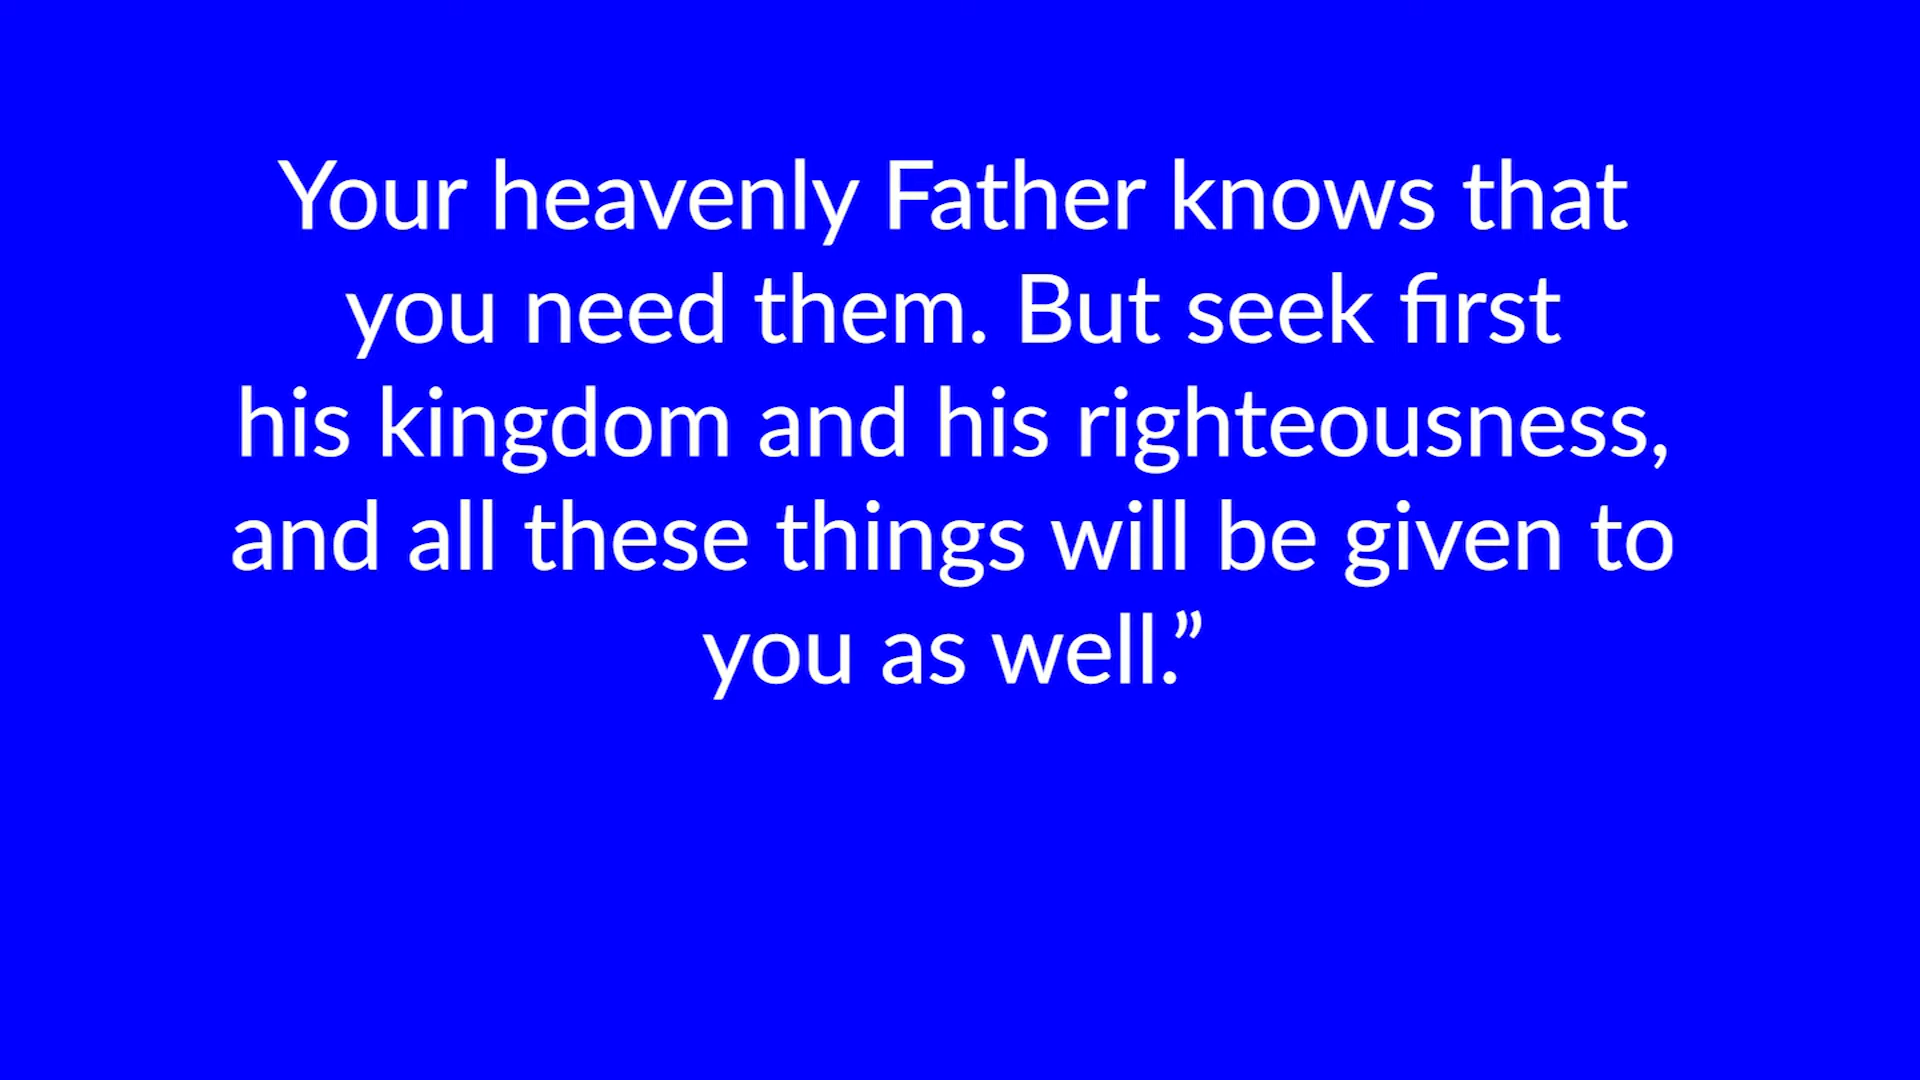 Your heavenly Father knows that
you need them. But seek first
his kingdom and his righteousness,
and all these things will be given to
you as well.”